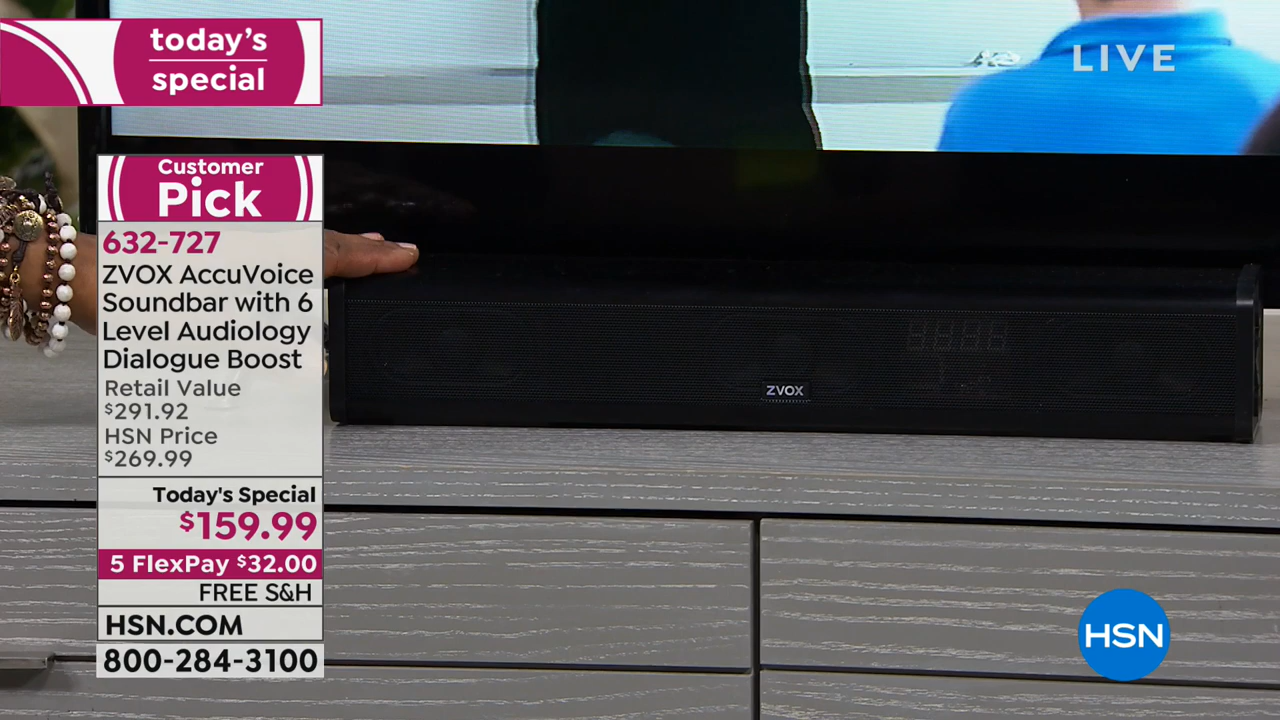 today's
special
LIVE
Customer
Pick
632-727
ZVOX AccuVoice
Soundbar with 6
Level Audiology
Dialogue Boost
Retail Value
$291.92
HSN Price
$269.99
Today's Special
$159.99
5 FlexPay $32.00
FREE S&H
HSN.COM
800-284-3100
ZVOX
HSN